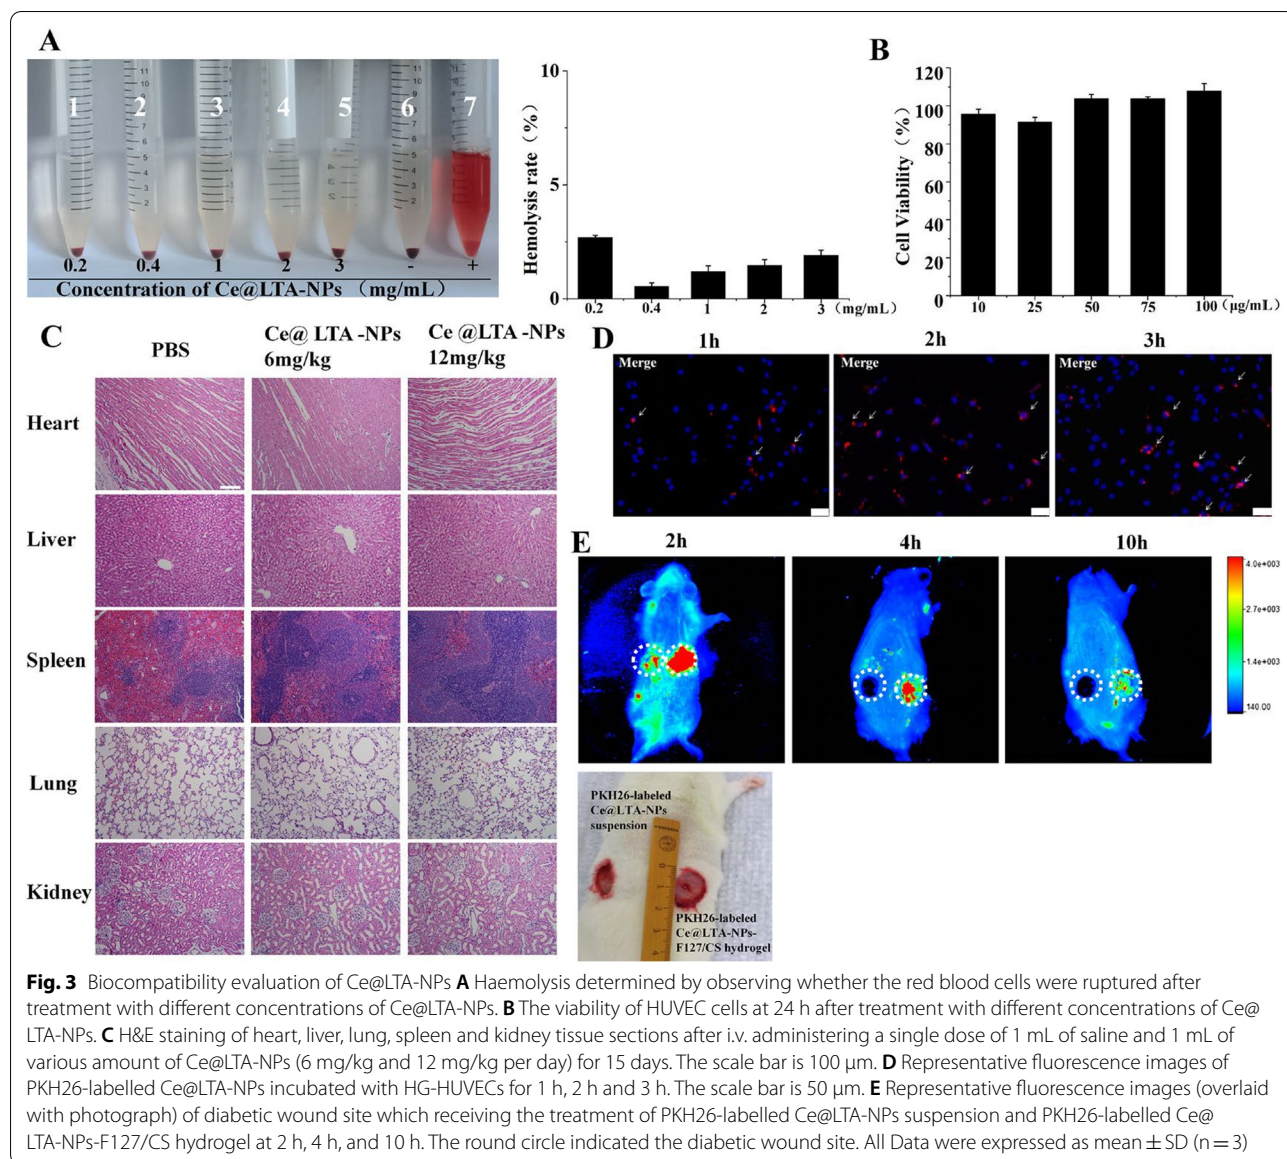 A
1 2 3 4 5 6 7
0.2 0.4 1 2 3 - +
Concentration of Ce@LTA-NPs （mg/mL）
Hemolysis rate（%）
10
5
0
0.2 0.4 1 2 3 (mg/mL)
B
Cell Viability（%）
120
100
80
60
40
20
0
10 25 50 75 100 (μg/mL)
C
PBS
Ce@ LTA -NPs
6mg/kg
Ce @LTA -NPs
12mg/kg
Heart
Liver
Spleen
Lung
Kidney
D
1h 2h 3h
Merge Merge Merge
E
2h 4h 10h
4.0e+003
2.7e+003
1.4e+003
140.00
PKH26-labeled
Ce@LTA-NPs
suspension
PKH26-labeled
Ce@LTA-NPs-
F127/CS hydrogel
Fig. 3 Biocompatibility evaluation of Ce@LTA-NPs A Haemolysis determined by observing whether the red blood cells were ruptured after
treatment with different concentrations of Ce@LTA-NPs. B The viability of HUVEC cells at 24 h after treatment with different concentrations of Ce@
LTA-NPs. C H&E staining of heart, liver, lung, spleen and kidney tissue sections after i.v. administering a single dose of 1 mL of saline and 1 mL of
various amount of Ce@LTA-NPs (6 mg/kg and 12 mg/kg per day) for 15 days. The scale bar is 100 μm. D Representative fluorescence images of
PKH26-labelled Ce@LTA-NPs incubated with HG-HUVECs for 1 h, 2 h and 3 h. The scale bar is 50 μm. E Representative fluorescence images (overlaid
with photograph) of diabetic wound site which receiving the treatment of PKH26-labelled Ce@LTA-NPs suspension and PKH26-labelled Ce@
LTA-NPs-F127/CS hydrogel at 2 h, 4 h, and 10 h. The round circle indicated the diabetic wound site. All Data were expressed as mean ± SD (n = 3)